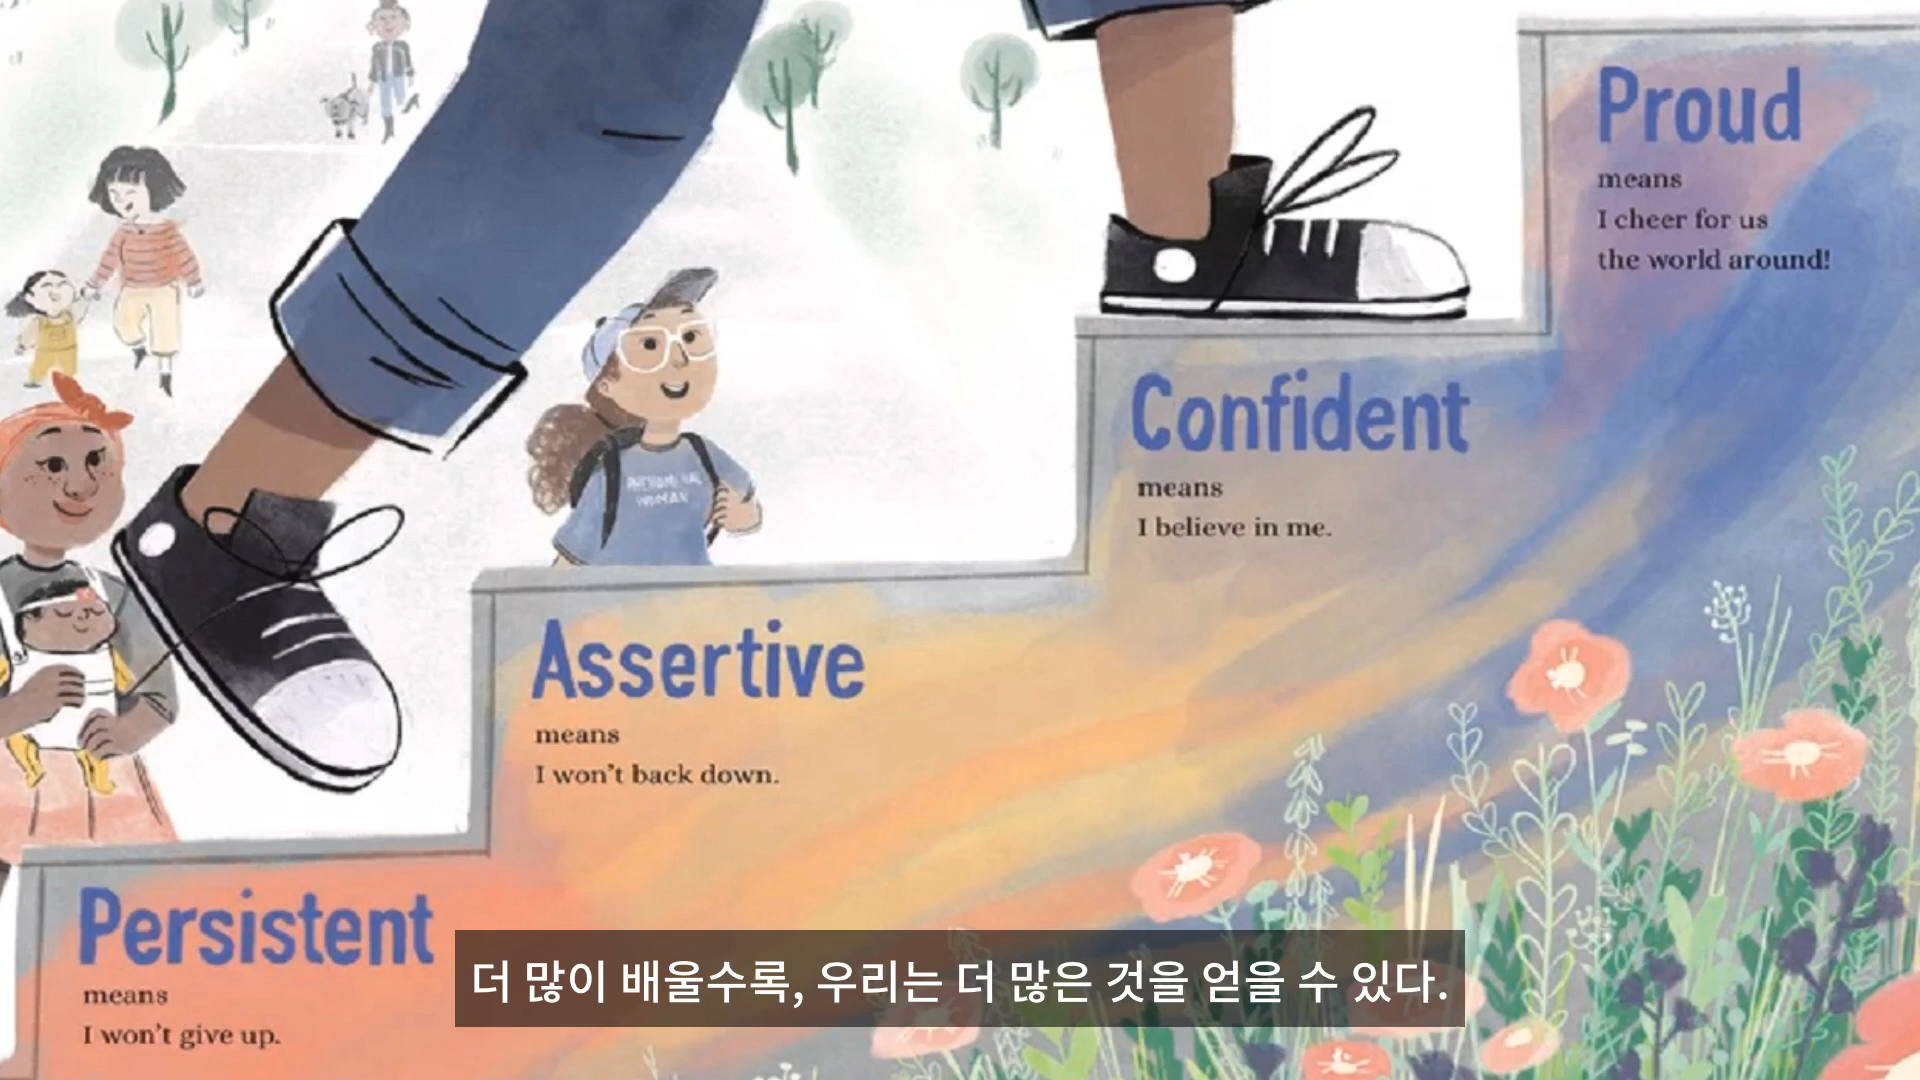 Proud
means
I cheer for us
the world around!
Confident
means
I believe in me.
PHENOMENAL
WOMAN
Assertive
means
I won't back down.
Persistent
means
I won't give up.
더 많이 배울수록, 우리는 더 많은 것을 얻을 수 있다.